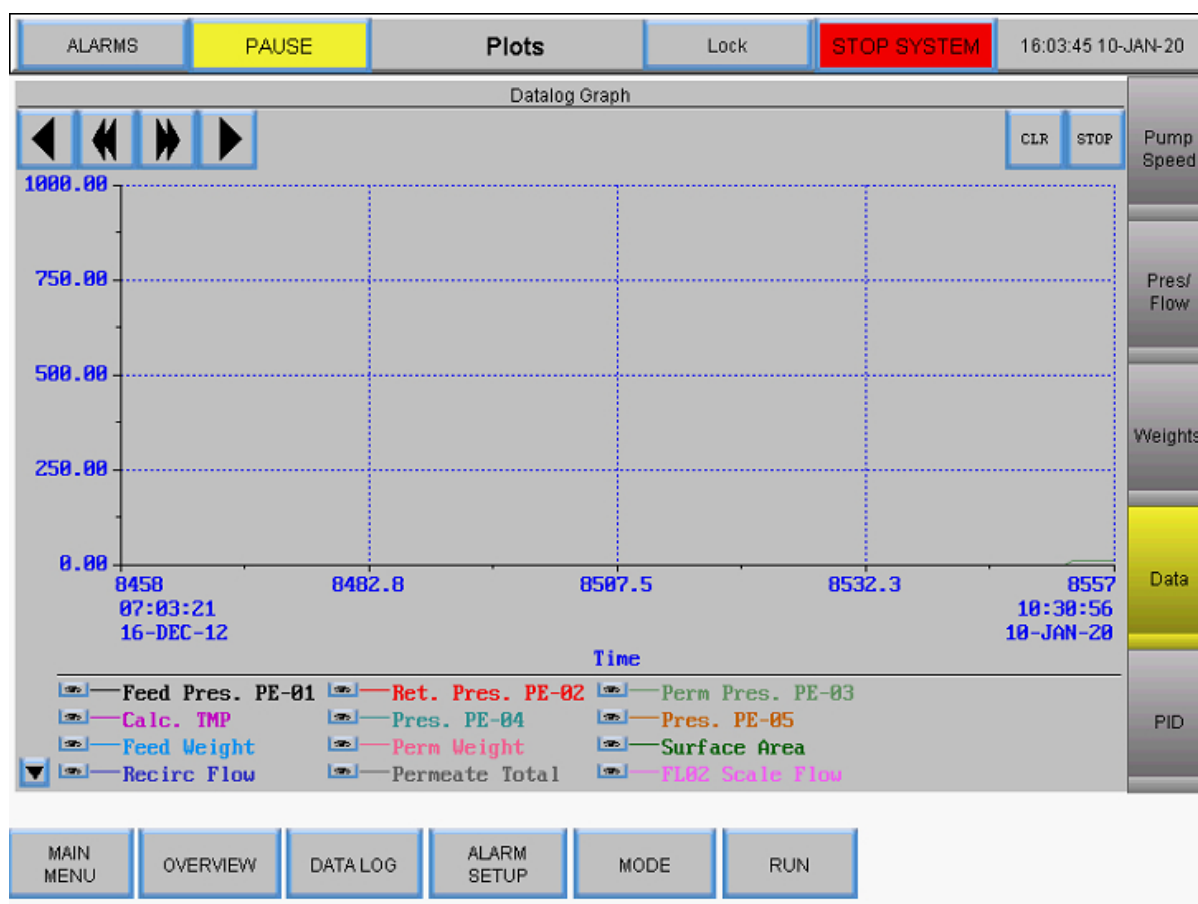 ALARMS PAUSE Plots Lock STOP SYSTEM 16:03:45 10-JAN-20
Datalog Graph
CLR STOP
Pump
Speed
1000.00
750.00
Pres/
Flow
500.00
Weights
250.00
0.00
Data
8458 8482.8 8507.5 8532.3 8557
07:03:21 10:30:56
16-DEC-12 10-JAN-20
Time
Feed Pres. PE-01 Ret. Pres. PE-02 Perm Pres. PE-03
Calc. TMP Pres. PE-04 Pres. PE-05
PID
Feed Weight Perm Weight Surface Area
Recirc Flow Permeate Total FL02 Scale Flow
MAIN
MENU
OVERVIEW
DATA LOG
ALARM
SETUP
MODE
RUN